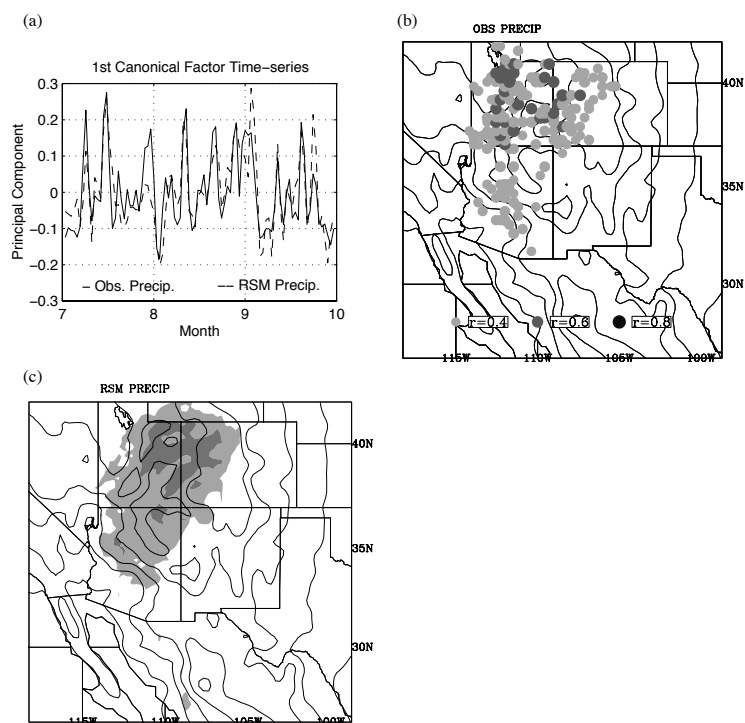 (a)
1st Canonical Factor Time-series
Principal Component
0.3
0.2
0.1
0
-0.1
-0.2
-0.3
– Obs. Precip.
–– RSM Precip.
7
8
9
10
Month
(b)
OBS PRECIP
40N
35N
30N
r=0.4
r=0.6
r=0.8
115W
110W
105W
100W
(c)
RSM PRECIP
40N
35N
30N
115W
110W
105W
100W